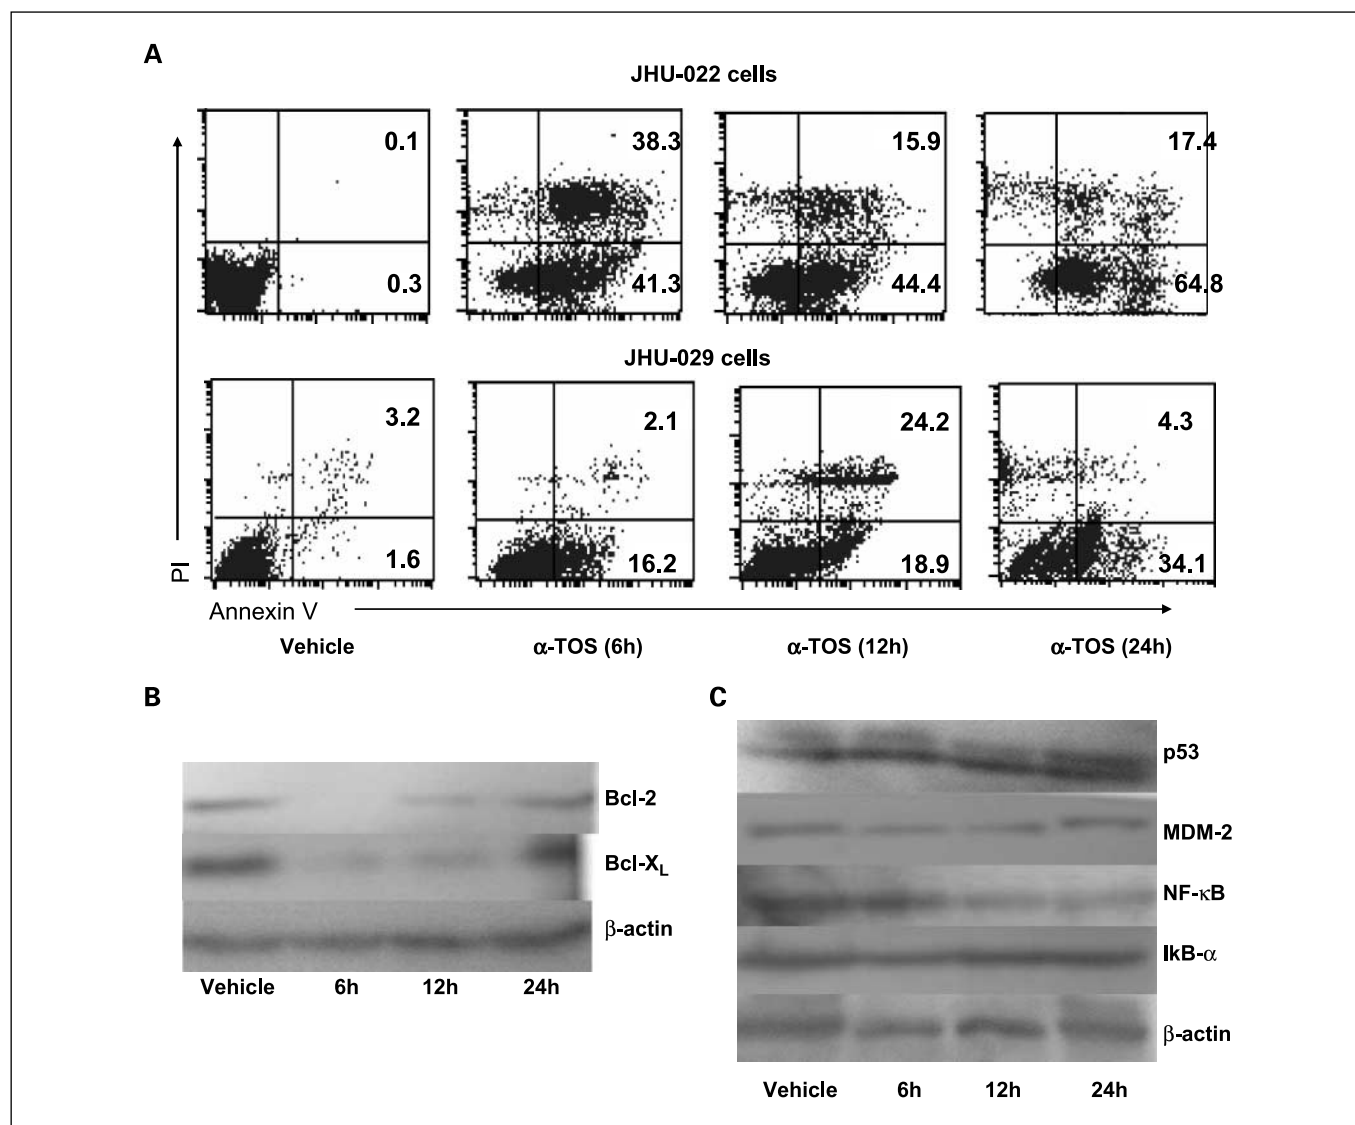 A
JHU-022 cells
0.1
38.3
15.9
17.4
0.3
41.3
44.4
64.8
JHU-029 cells
3.2
2.1
24.2
4.3
1.6
16.2
18.9
34.1
PI
Annexin V
Vehicle
α-TOS (6h)
α-TOS (12h)
α-TOS (24h)
B
Bcl-2
Bcl-XL
β-actin
Vehicle 6h 12h 24h
C
p53
MDM-2
NF-κB
IkB-α
β-actin
Vehicle 6h 12h 24h